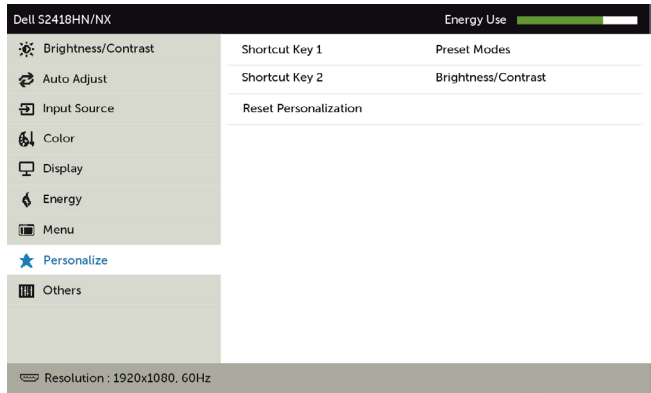 Dell S2418HN/NX
Energy Use
Brightness/Contrast
Auto Adjust
Input Source
Color
Display
Energy
Menu
Personalize
Others
Shortcut Key 1 Preset Modes
Shortcut Key 2 Brightness/Contrast
Reset Personalization
Resolution : 1920x1080, 60Hz